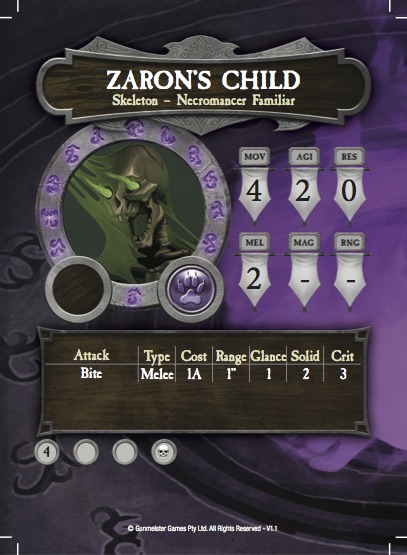 ZARON'S CHILD
Skeleton – Necromancer Familiar
MOV AGI RES
4 2 0
MEL MAG RNG
2 - -
Attack Type Cost Range Glance Solid Crit
Bite Melee 1A 1" 1 2 3
4
© Gunmeister Games Pty Ltd. All Rights Reserved - V1.1